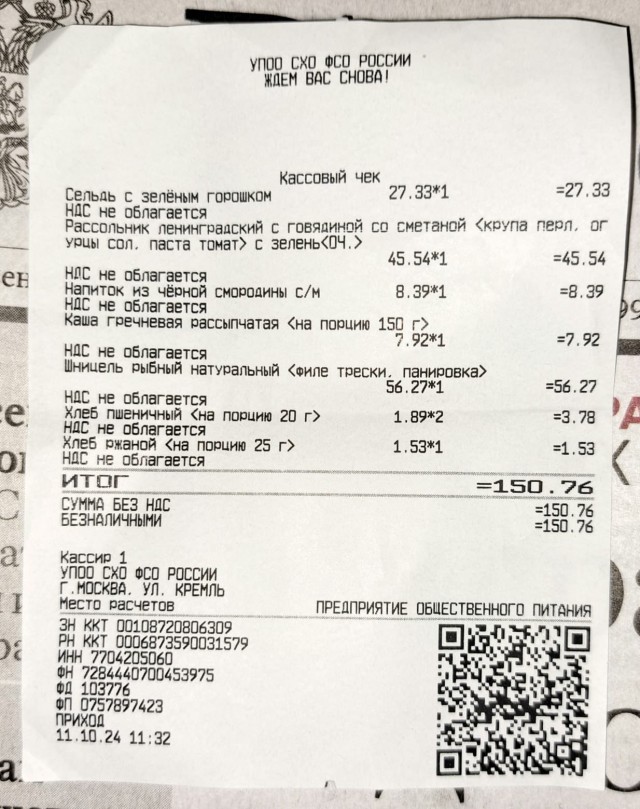 УПОО СХО ФСО РОССИИ
ЖДЕМ ВАС СНОВА!
Кассовый чек
Сельдь с зелёным горошком 27.33*1 =27.33
НДС не облагается
Рассольник ленинградский с говядиной со сметаной <крупа перл, ог
урцы сол, паста томат> с зелень<ОЧ.>
45.54*1 =45.54
НДС не облагается
Напиток из чёрной смородины с/м 8.39*1 =8.39
НДС не облагается
Каша гречневая рассыпчатая <на порцию 150 г>
7.92*1 =7.92
НДС не облагается
Шницель рыбный натуральный <филе трески, панировка>
56.27*1 =56.27
НДС не облагается
Хлеб пшеничный <на порцию 20 г> 1.89*2 =3.78
НДС не облагается
Хлеб ржаной <на порцию 25 г> 1.53*1 =1.53
НДС не облагается
ИТОГ =150.76
СУММА БЕЗ НДС =150.76
БЕЗНАЛИЧНЫМИ =150.76
Кассир 1
УПОО СХО ФСО РОССИИ
Г.МОСКВА, УЛ. КРЕМЛЬ
Место расчетов ПРЕДПРИЯТИЕ ОБЩЕСТВЕННОГО ПИТАНИЯ
ЗН ККТ 00108720806309
РН ККТ 0006873590031579
ИНН 7704205060
ФН 7284440700453975
ФД 103776
ФП 0757897423
ПРИХОД
11.10.24 11:32